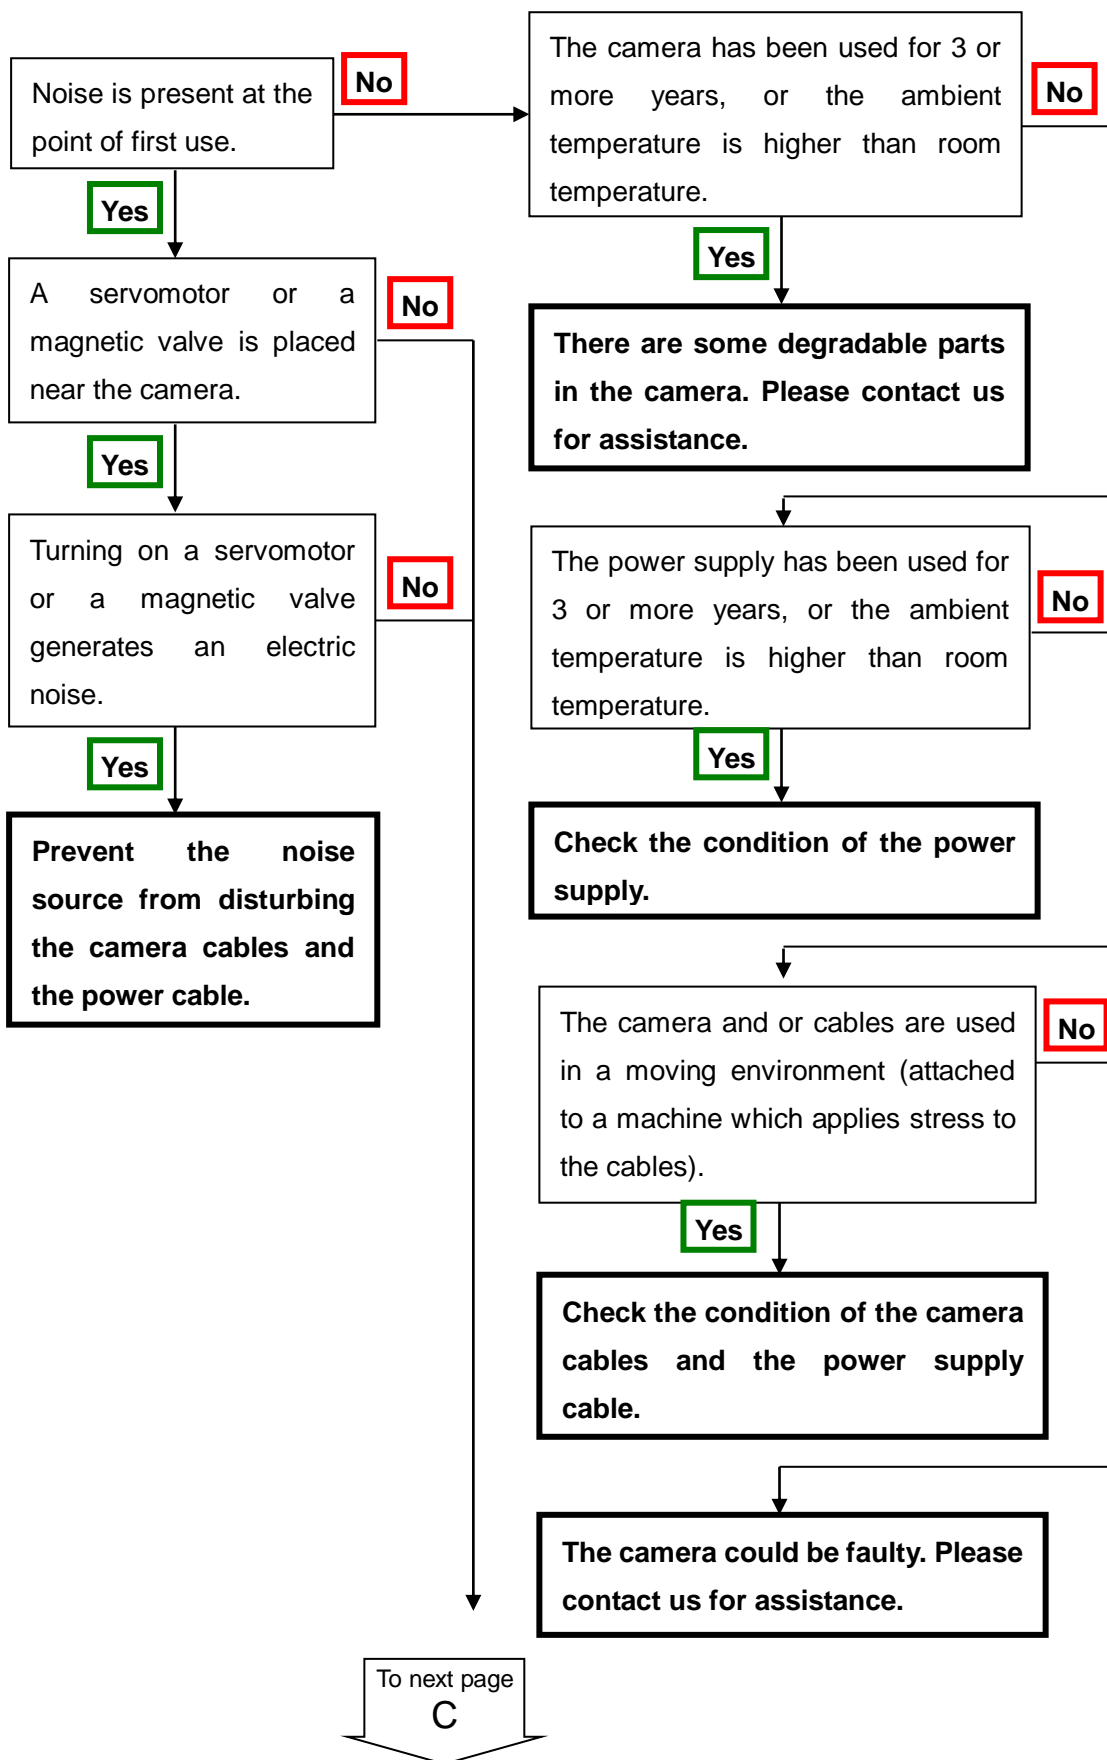 Noise is present at the
point of first use.
No
Yes
A servomotor or a
magnetic valve is placed
near the camera.
No
Yes
Turning on a servomotor
or a magnetic valve
generates an electric
noise.
No
Yes
Prevent the noise
source from disturbing
the camera cables and
the power cable.
The camera has been used for 3 or
more years, or the ambient
temperature is higher than room
temperature.
No
Yes
There are some degradable parts
in the camera. Please contact us
for assistance.
The power supply has been used for
3 or more years, or the ambient
temperature is higher than room
temperature.
No
Yes
Check the condition of the power
supply.
The camera and or cables are used
in a moving environment (attached
to a machine which applies stress to
the cables).
No
Yes
Check the condition of the camera
cables and the power supply
cable.
The camera could be faulty. Please
contact us for assistance.
To next page
C